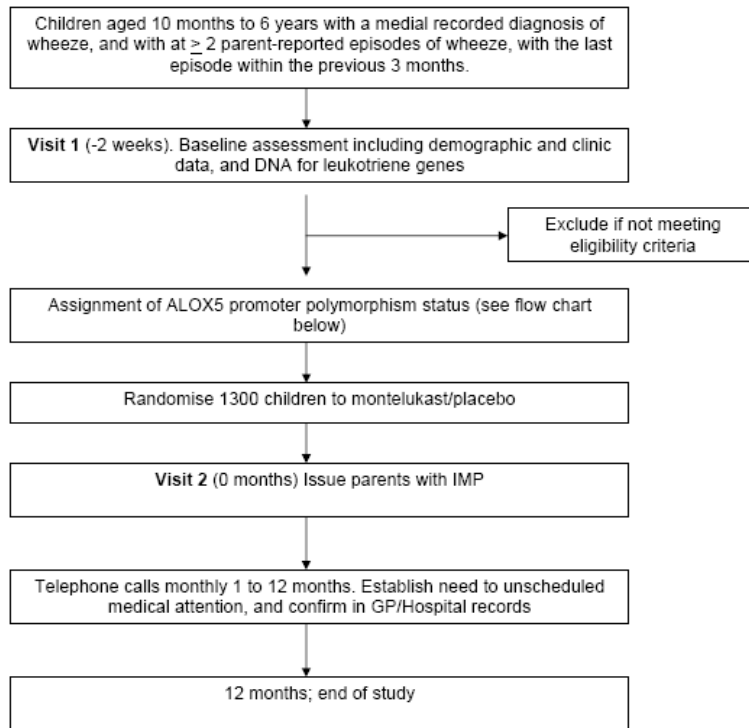 Children aged 10 months to 6 years with a medial recorded diagnosis of
wheeze, and with at ≥ 2 parent-reported episodes of wheeze, with the last
episode within the previous 3 months.
Visit 1 (-2 weeks). Baseline assessment including demographic and clinic
data, and DNA for leukotriene genes
Exclude if not meeting
eligibility criteria
Assignment of ALOX5 promoter polymorphism status (see flow chart
below)
Randomise 1300 children to montelukast/placebo
Visit 2 (0 months) Issue parents with IMP
Telephone calls monthly 1 to 12 months. Establish need to unscheduled
medical attention, and confirm in GP/Hospital records
12 months; end of study